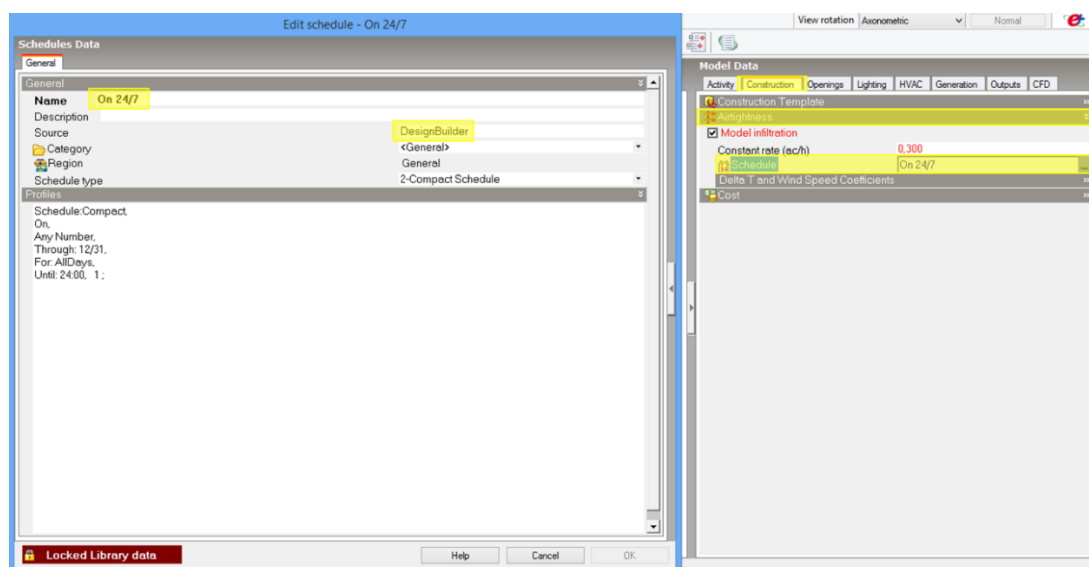 Edit schedule - On 24/7
Schedules Data
General
General
Name On 24/7
Description
Source DesignBuilder
Category <General>
Region General
Schedule type 2-Compact Schedule
Profiles
Schedule:Compact,
On,
Any Number,
Through: 12/31,
For: AllDays,
Until: 24:00, 1 ;
Locked Library data
Help Cancel OK
View rotation Axonometric Normal
Model Data
Activity Construction Openings Lighting HVAC Generation Outputs CFD
Construction Template
Airtightness
Model infiltration
Constant rate (ac/h) 0,300
Schedule On 24/7
Delta T and Wind Speed Coefficients
Cost